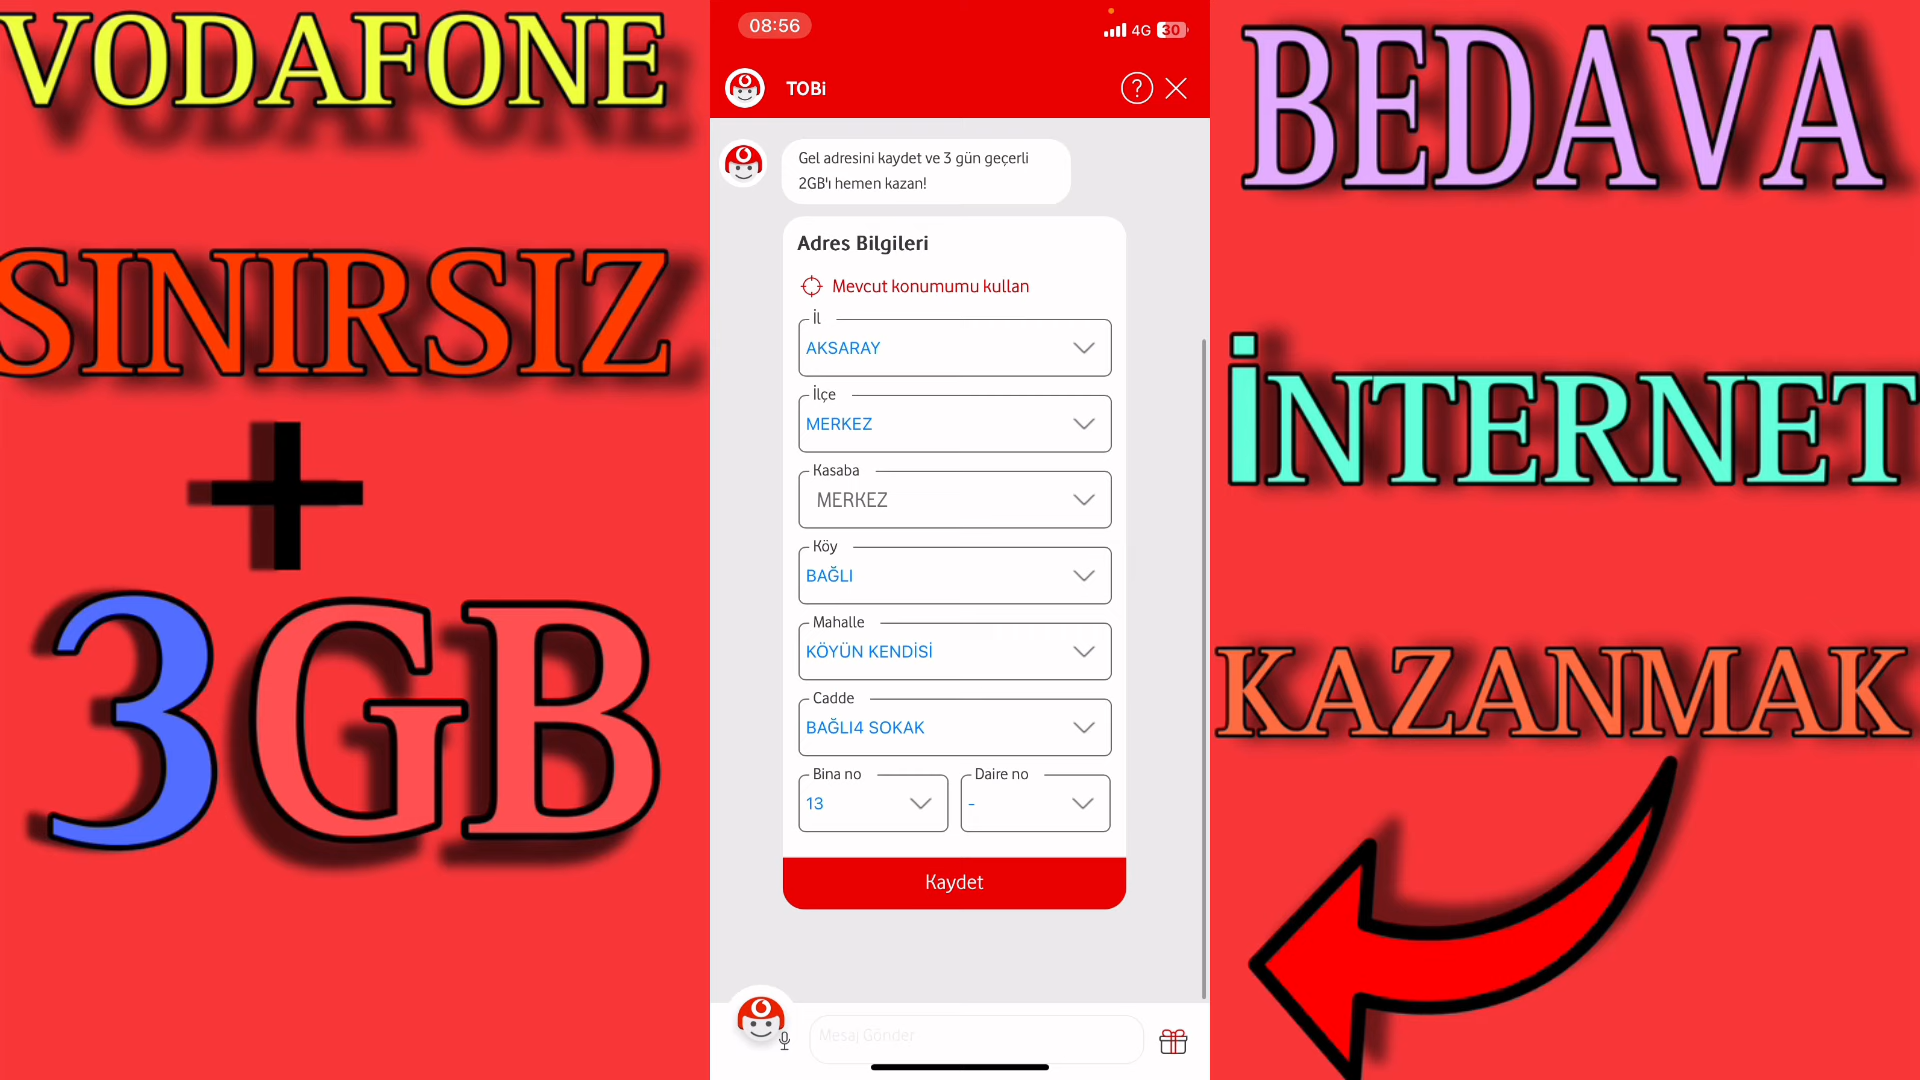 VODAFONE
SINIRSIZ
+
3GB
08:56
4G 30
TOBi
?
Gel adresini kaydet ve 3 gün geçerli
2GB'ı hemen kazan!
Adres Bilgileri
Mevcut konumumu kullan
İl
AKSARAY
İlçe
MERKEZ
Kasaba
MERKEZ
Köy
BAĞLI
Mahalle
KÖYÜN KENDİSİ
Cadde
BAĞLI4 SOKAK
Bina no
13
Daire no
-
Kaydet
Mesaj Gönder
BEDAVA
İNTERNET
KAZANMAK